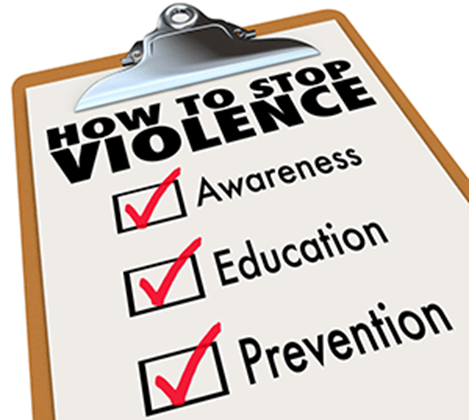 HOW TO STOP
VIOLENCE
Awareness
Education
Prevention